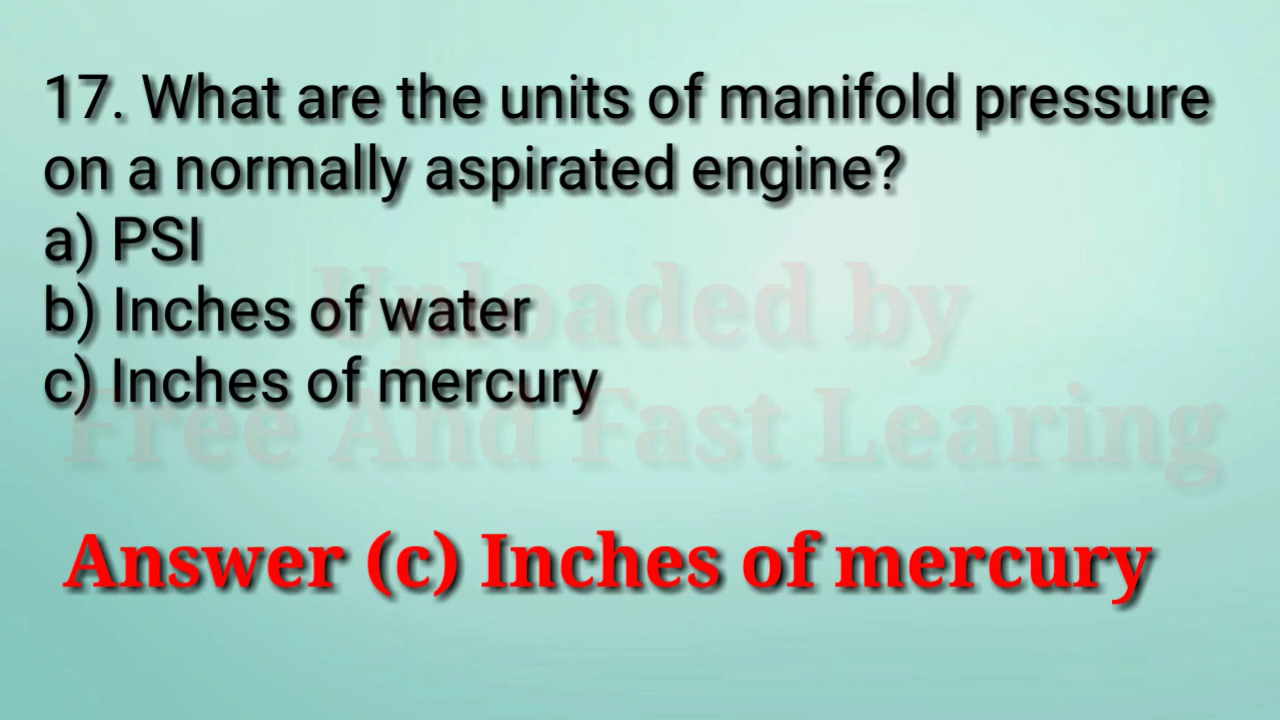 17. What are the units of manifold pressure
on a normally aspirated engine?
a) PSI
b) Inches of water
c) Inches of mercury
Uploaded by
Free And Fast Learing
Answer (c) Inches of mercury